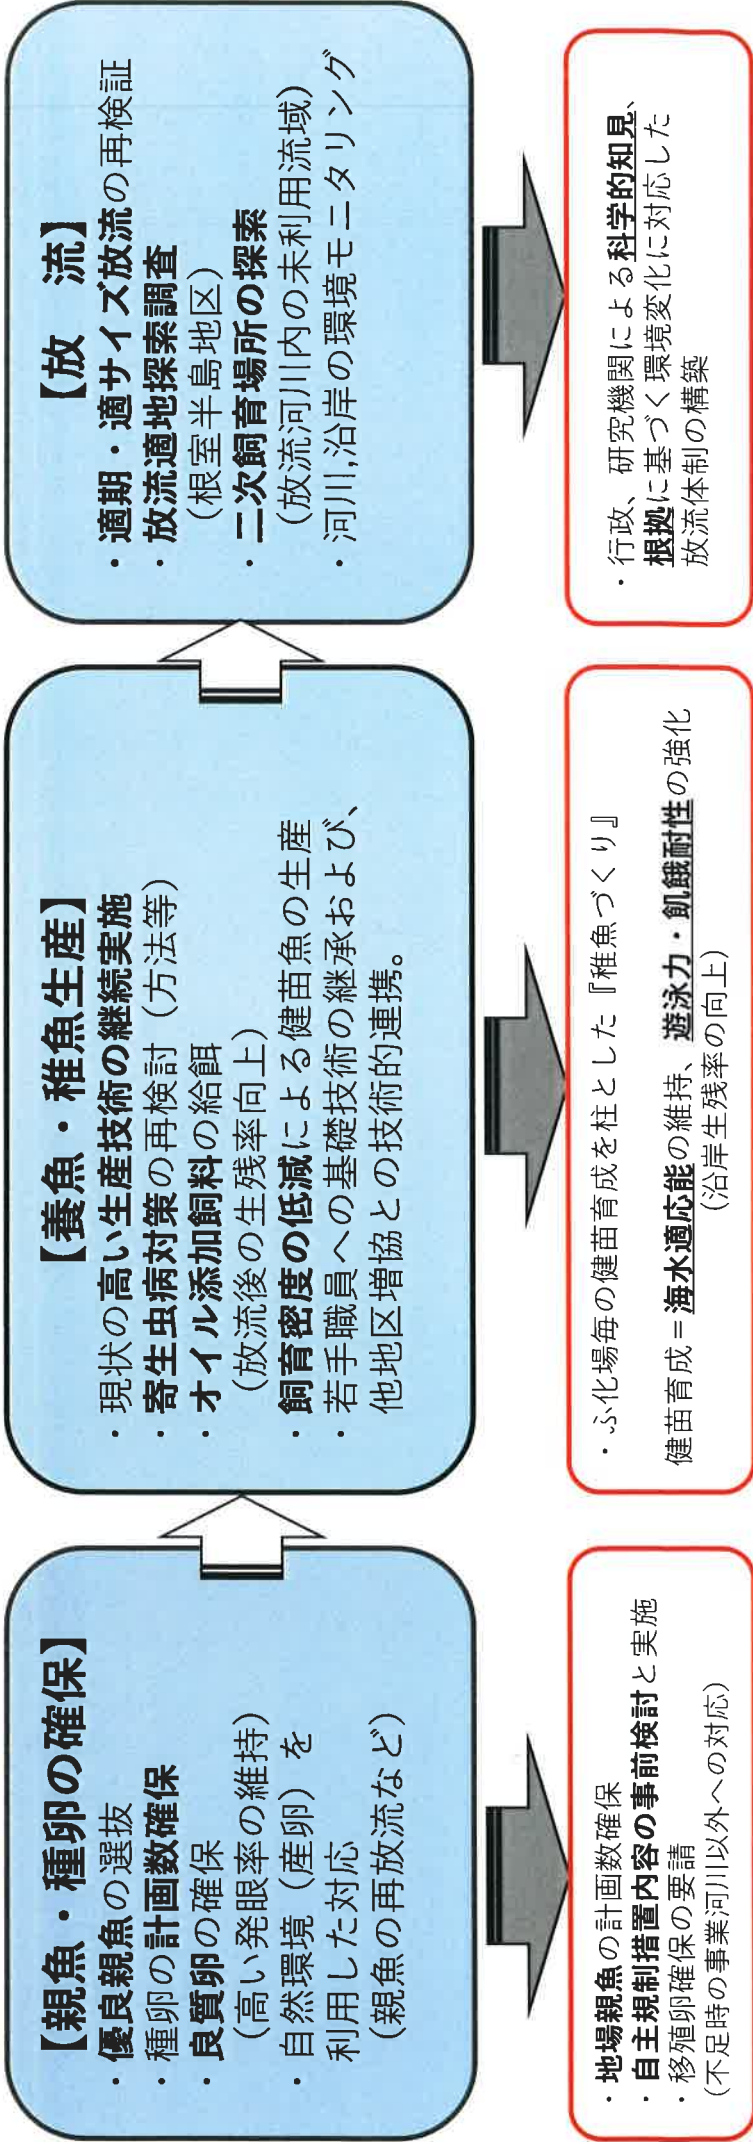 【親魚・種卵の確保】
・優良親魚の選抜
・種卵の計画数確保
・良質卵の確保
（高い発眼率の維持）
・自然環境（産卵）を
利用した対応
（親魚の再放流など）
・地場親魚の計画数確保
・自主規制措置内容の事前検討と実施
・移殖卵確保の要請
（不足時の事業河川以外への対応）
【養魚・稚魚生産】
・現状の高い生産技術の継続実施
・寄生虫病対策の再検討（方法等）
・オイル添加飼料の給餌
（放流後の生残率向上）
・飼育密度の低減による健苗魚の生産
・若手職員への基礎技術の継承および、
他地区増協との技術的連携。
・ふ化場毎の健苗育成を柱とした『稚魚づくり』
健苗育成＝海水適応能の維持、遊泳力・飢餓耐性の強化
（沿岸生残率の向上）
【放　流】
・適期・適サイズ放流の再検証
・放流適地探索調査
（根室半島地区）
・二次飼育場所の探索
（放流河川内の未利用流域）
・河川,沿岸の環境モニタリング
・行政、研究機関による科学的知見、
根拠に基づく環境変化に対応した
放流体制の構築